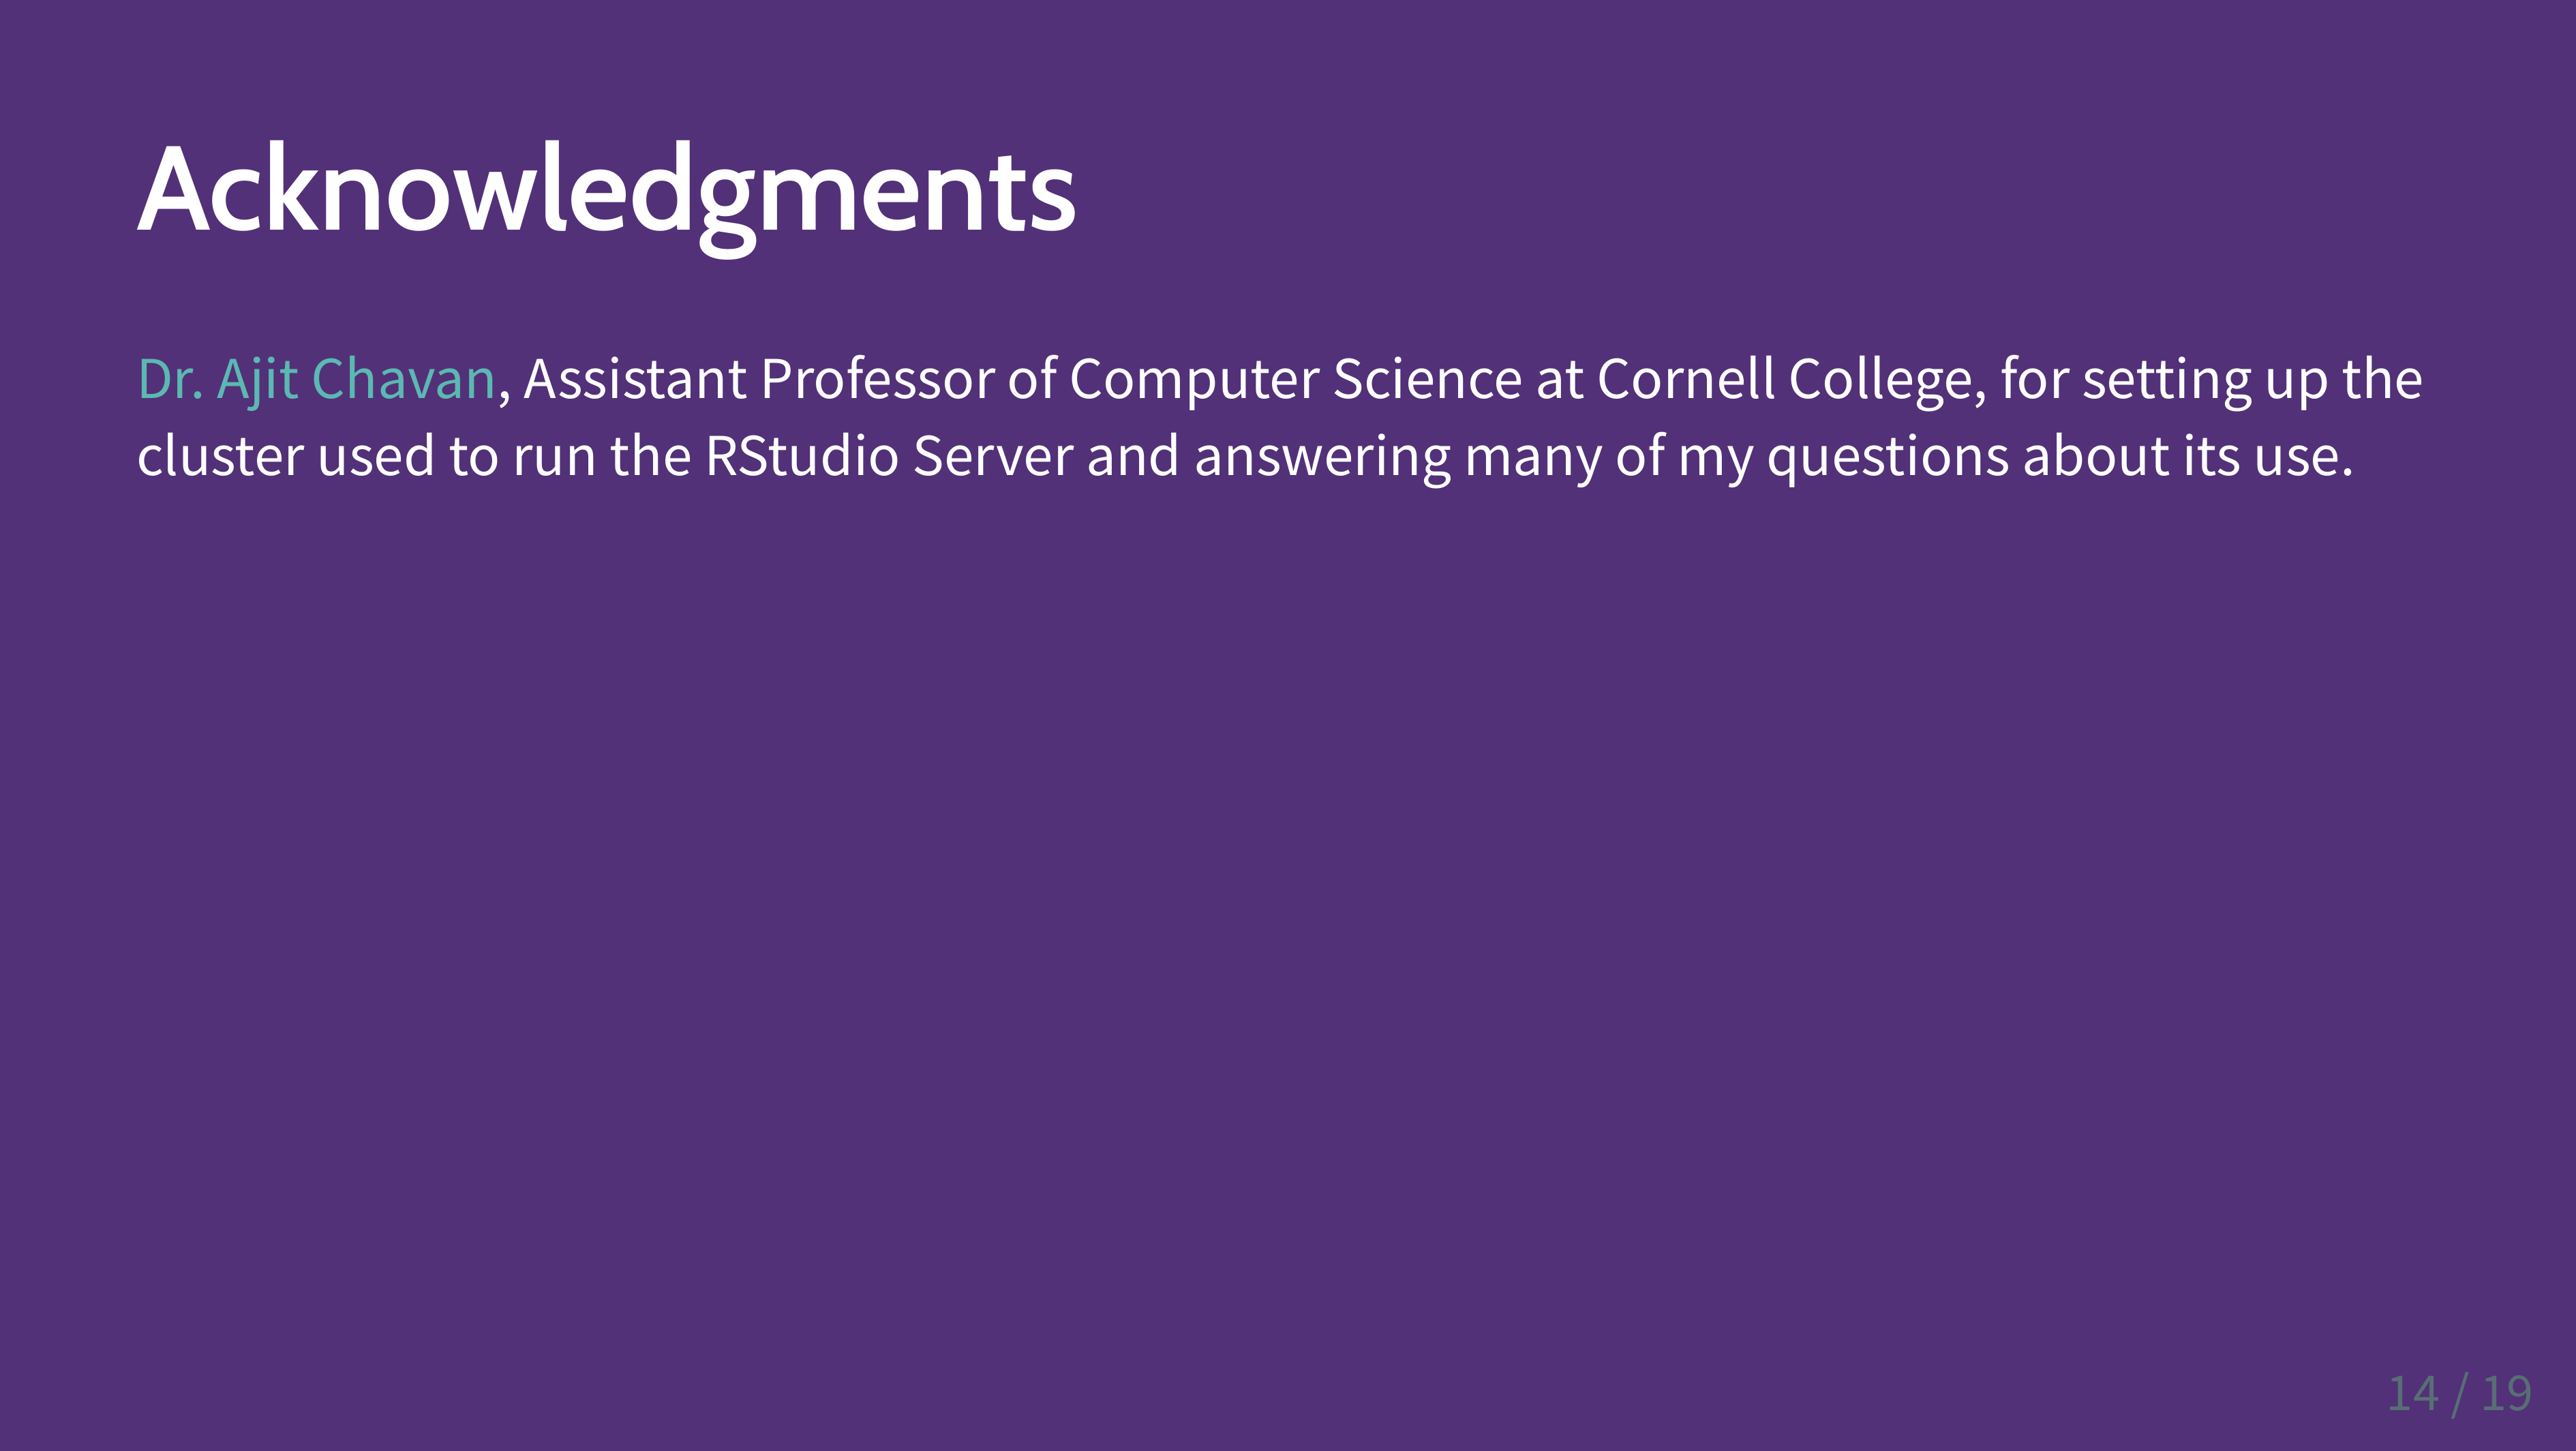 Acknowledgments
Dr. Ajit Chavan, Assistant Professor of Computer Science at Cornell College, for setting up the
cluster used to run the RStudio Server and answering many of my questions about its use.
14 / 19